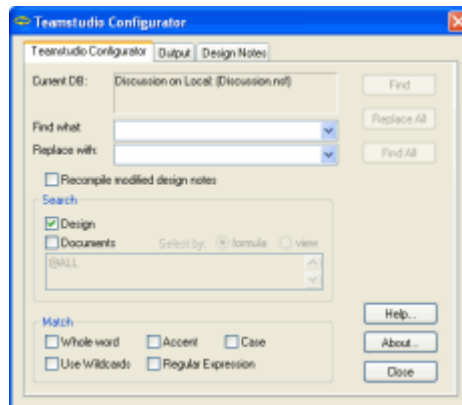 Teamstudio Configurator
Teamstudio Configurator Output Design Notes
Current DB: Discussion on Local: (Discussion.nsf) Find
Find what: Replace All
Replace with: Find All
Recompile modified design notes
Search
Design
Documents Select by: formula view
@ALL
Match
Whole word Accent Case
Use Wildcards Regular Expression
Help...
About...
Close